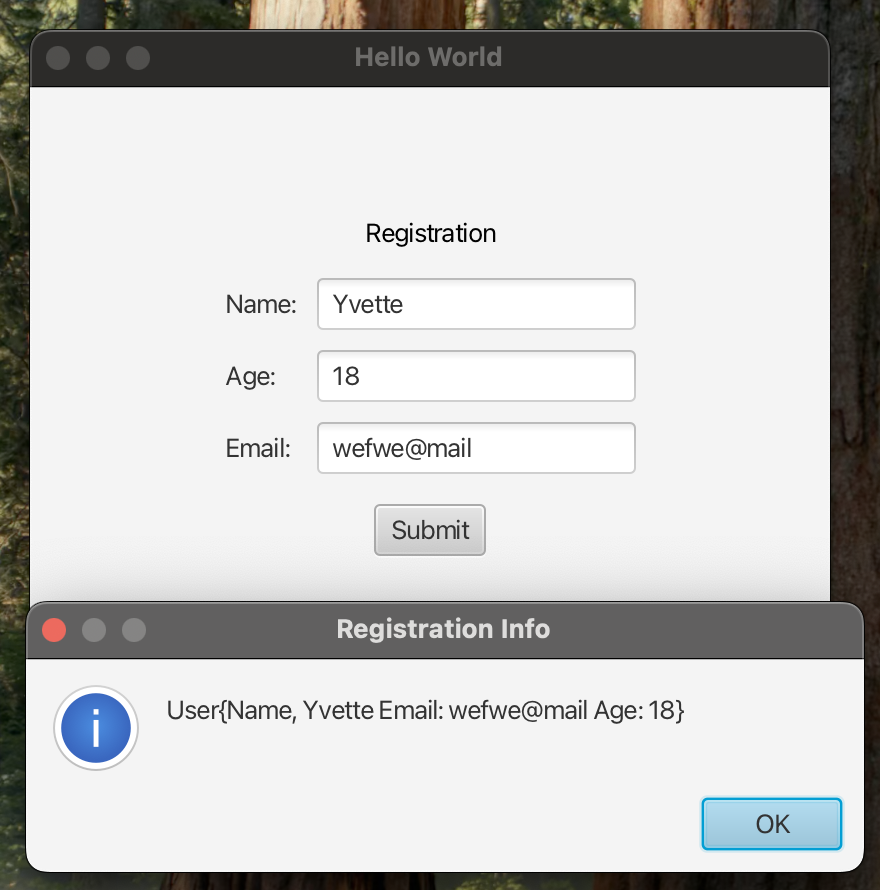 Hello World
Registration
Name: Yvette
Age: 18
Email: wefwe@mail
Submit
Registration Info
i
User{Name, Yvette Email: wefwe@mail Age: 18}
OK